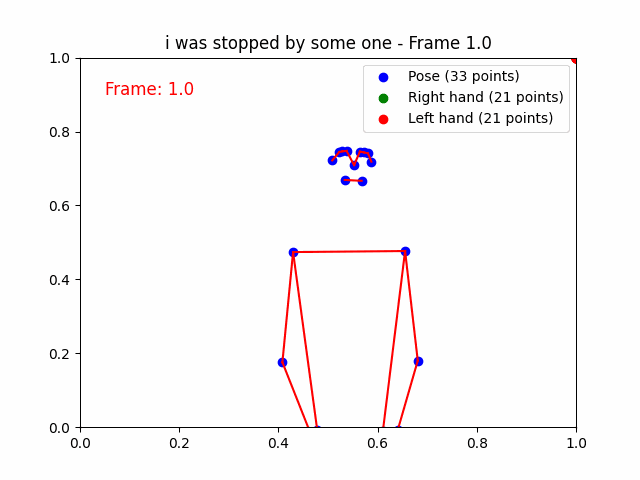 i was stopped by some one - Frame 1.0
Frame: 1.0
Pose (33 points)
Right hand (21 points)
Left hand (21 points)
1.0
0.8
0.6
0.4
0.2
0.0
0.0 0.2 0.4 0.6 0.8 1.0